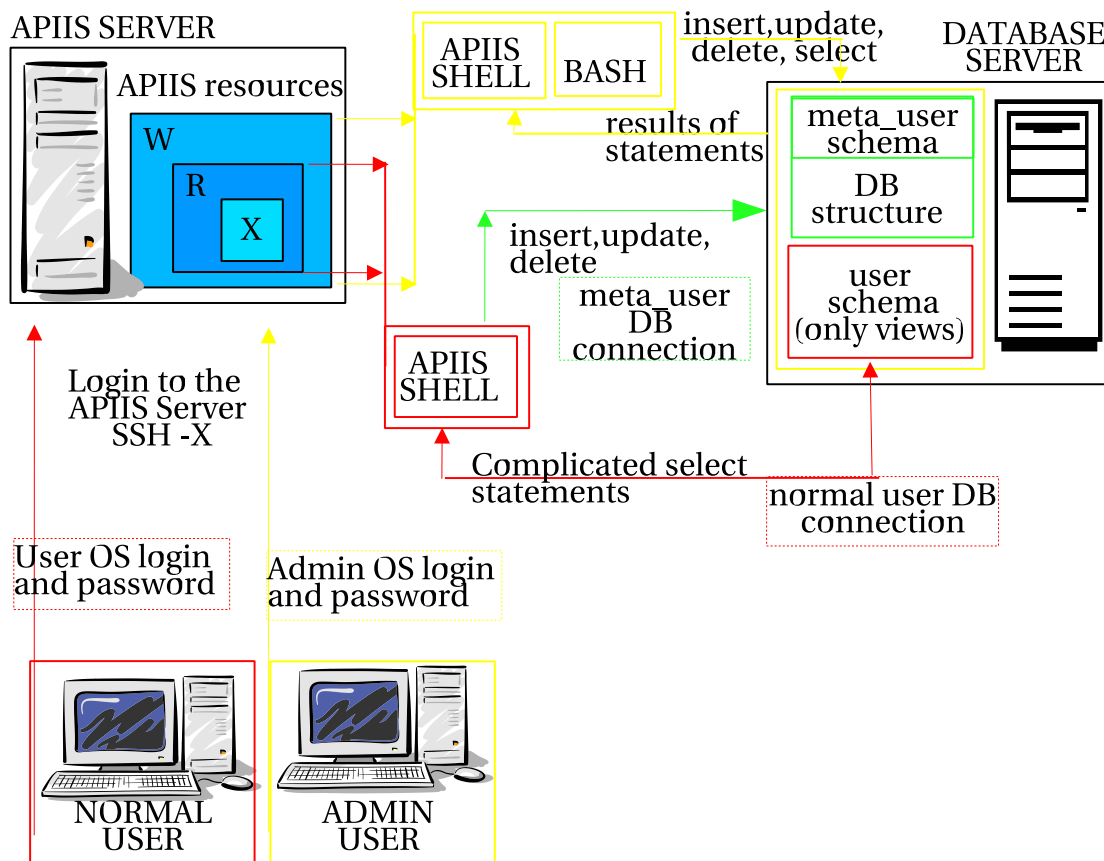 APIIS SERVER
APIIS resources
W
R
X
APIIS
SHELL
BASH
insert,update,
delete, select
DATABASE
SERVER
results of
statements
meta_user
schema
DB
structure
user
schema
(only views)
insert,update,
delete
meta_user
DB
connection
APIIS
SHELL
Login to the
APIIS Server
SSH -X
Complicated select
statements
normal user DB
connection
User OS login
and password
Admin OS login
and password
NORMAL
USER
ADMIN
USER